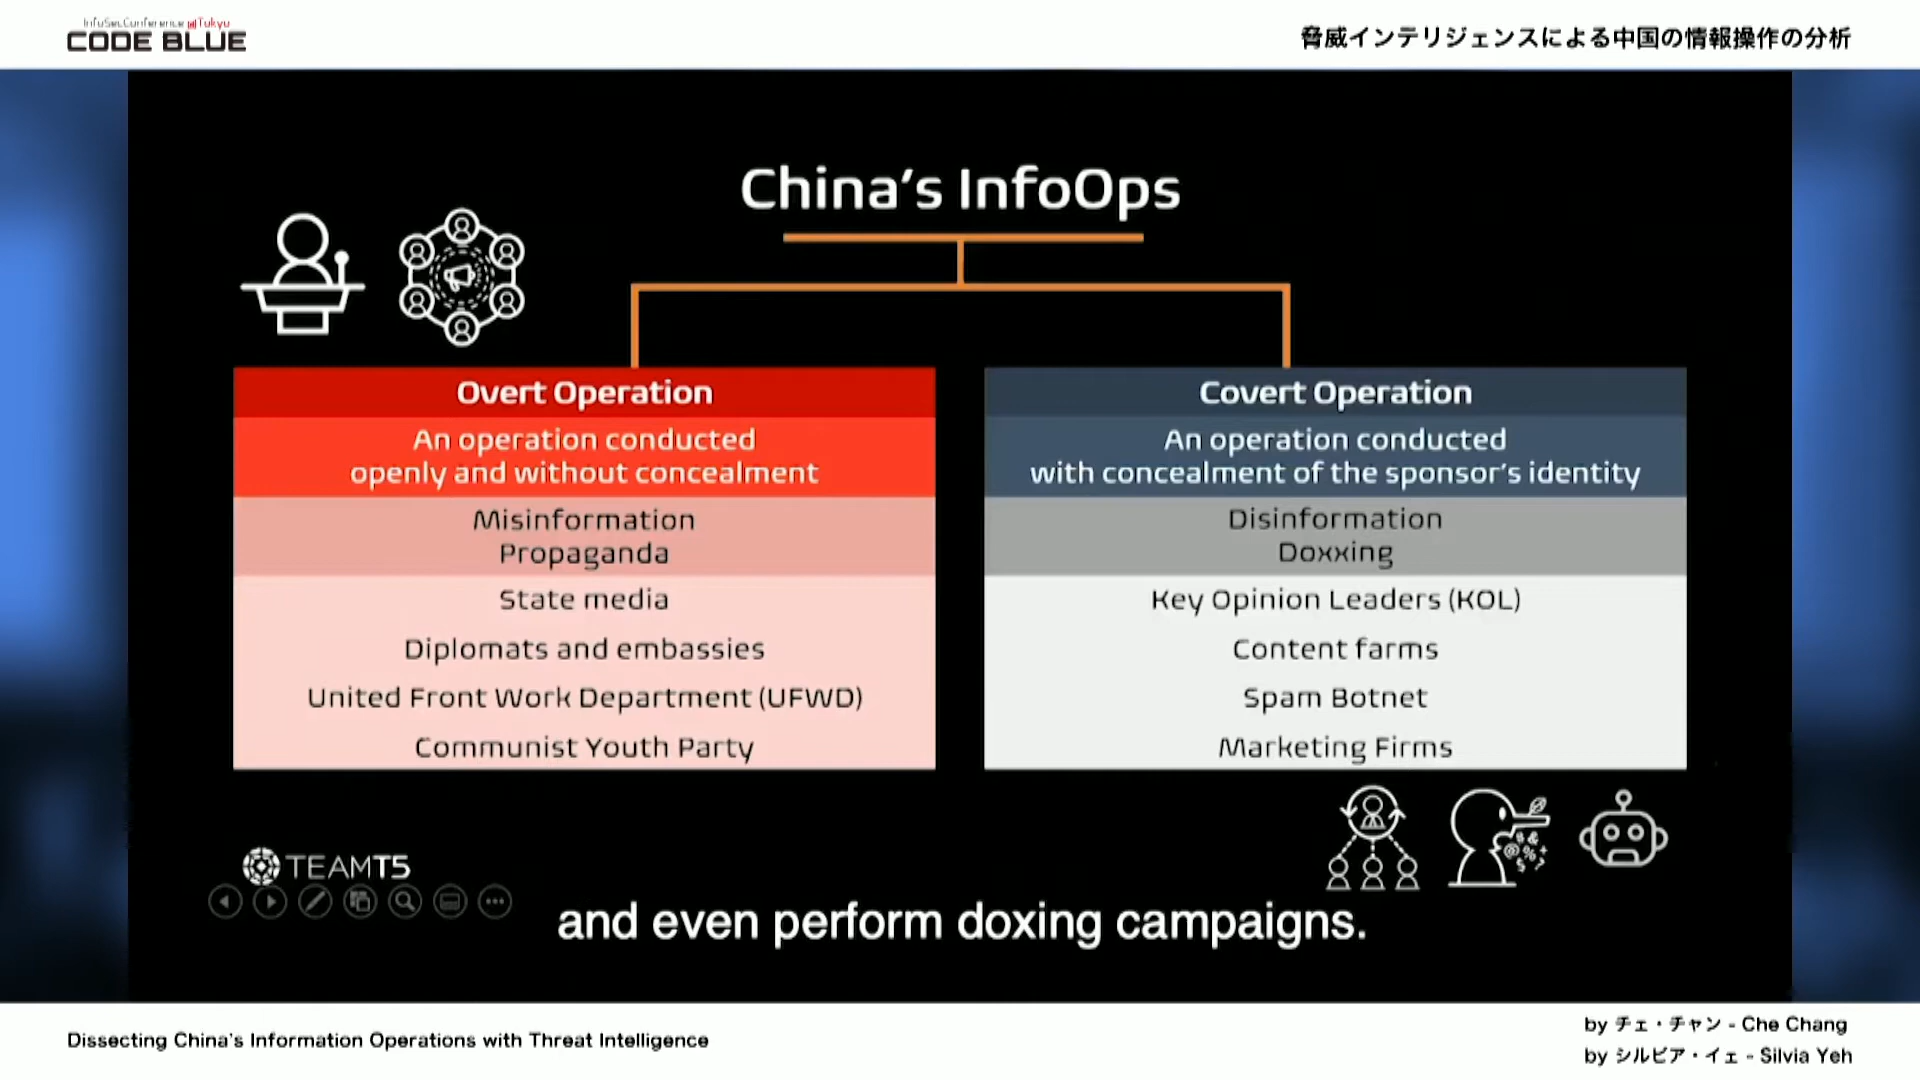 InfoSecConference @Tokyo
CODE BLUE
脅威インテリジェンスによる中国の情報操作の分析
China's InfoOps
Overt Operation
An operation conducted
openly and without concealment
Misinformation
Propaganda
State media
Diplomats and embassies
United Front Work Department (UFWD)
Communist Youth Party
Covert Operation
An operation conducted
with concealment of the sponsor's identity
Disinformation
Doxxing
Key Opinion Leaders (KOL)
Content farms
Spam Botnet
Marketing Firms
TEAMT5
and even perform doxing campaigns.
Dissecting China's Information Operations with Threat Intelligence
by チェ・チャン - Che Chang
by シルビア・イェ - Silvia Yeh